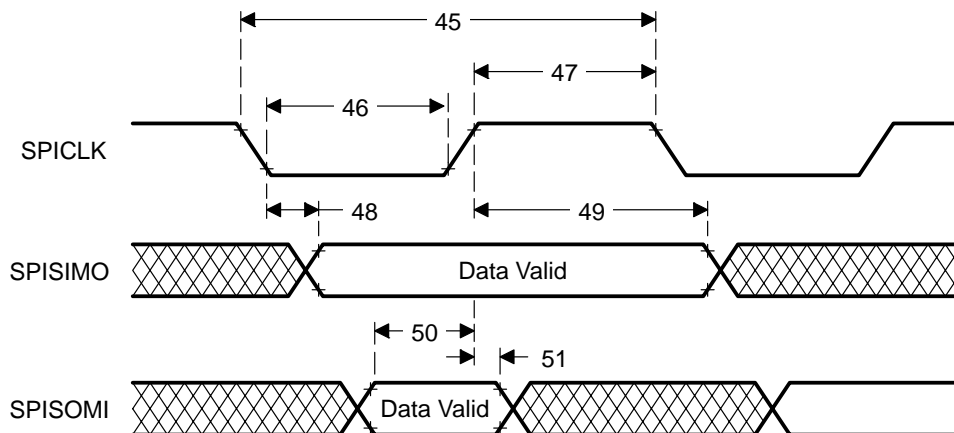 45
47
46
SPICLK
48
49
SPISIMO
Data Valid
50
51
SPISOMI
Data Valid